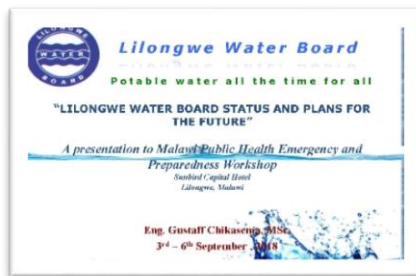 LILONGWE
WATER
BOARD
Lilongwe Water Board
Potable water all the time for all
"LILONGWE WATER BOARD STATUS AND PLANS FOR
THE FUTURE"
A presentation to Malawi Public Health Emergency and
Preparedness Workshop
Sunbird Capital Hotel
Lilongwe, Malawi
Eng. Gustaff Chikasema, MSc.
3rd – 6th September, 2018